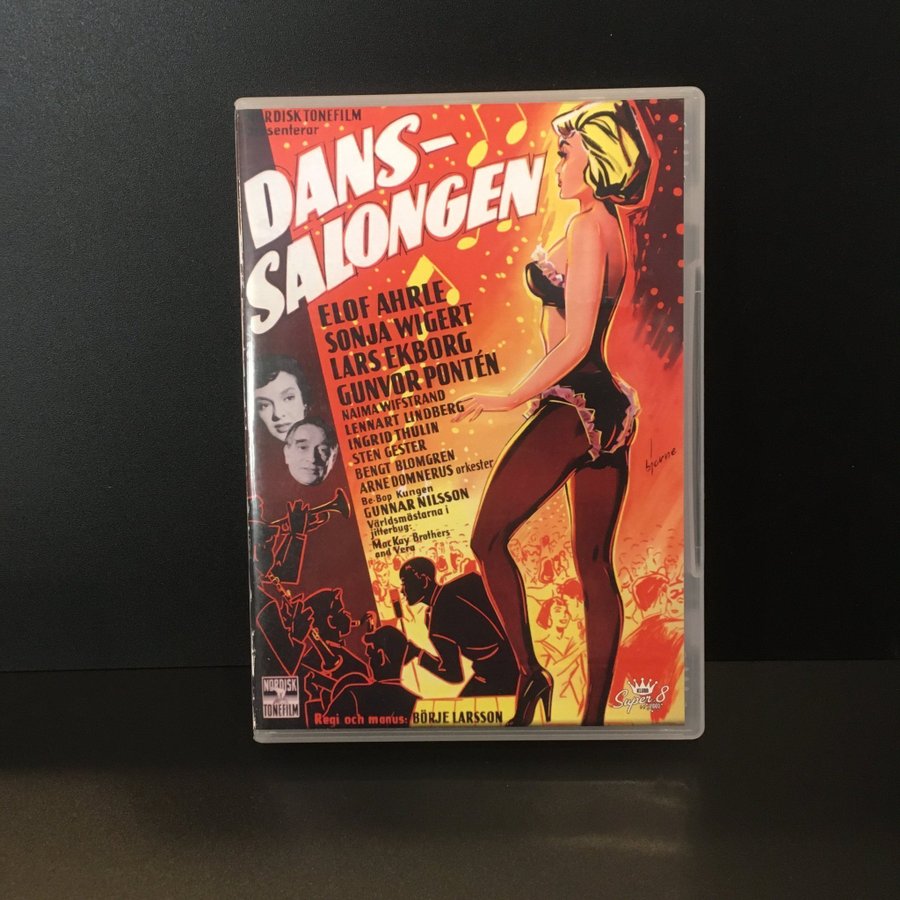 NORDISK TONEFILM
presenterar
DANS-
SALONGEN
ELOF AHRLE
SONJA WIGERT
LARS EKBORG
GUNVOR PONTÉN
NAIMA WIFSTRAND
LENNART LINDBERG
INGRID THULIN
STEN GESTER
BENGT BLOMGREN
ARNE DOMNERUS orkester
Be-Bop Kungen
GUNNAR NILSSON
Världsmästarna i
jitterbug:
MacKay Brothers
and Vera
bjorne
NORDISK
TONEFILM
Regi och manus: BÖRJE LARSSON
Super 8